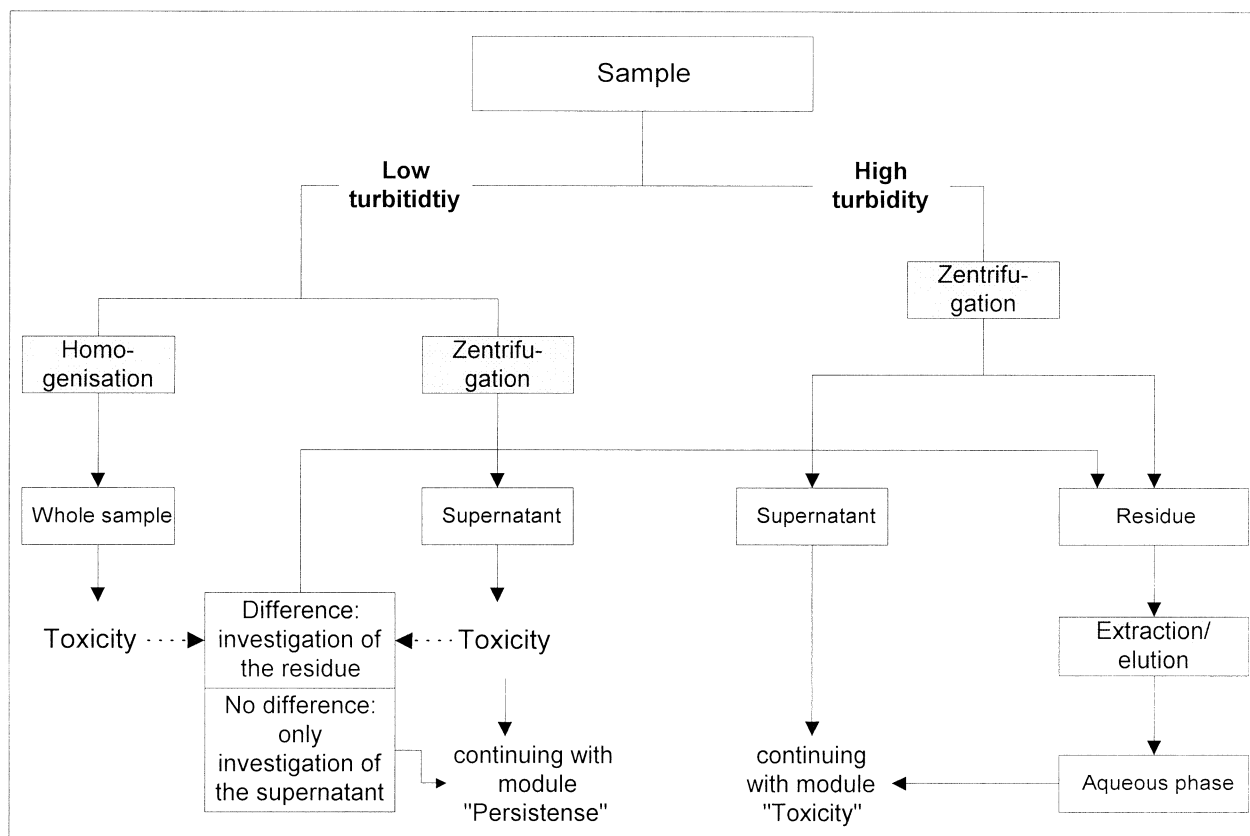 Sample
Low
turbitidtiy
High
turbidity
Zentrifu-
gation
Homo-
genisation
Zentrifu-
gation
Whole sample
Supernatant
Supernatant
Residue
Toxicity
Difference:
investigation of
the residue
Toxicity
Extraction/
elution
No difference:
only
investigation of
the supernatant
continuing with
module
"Persistense"
continuing
with module
"Toxicity"
Aqueous phase